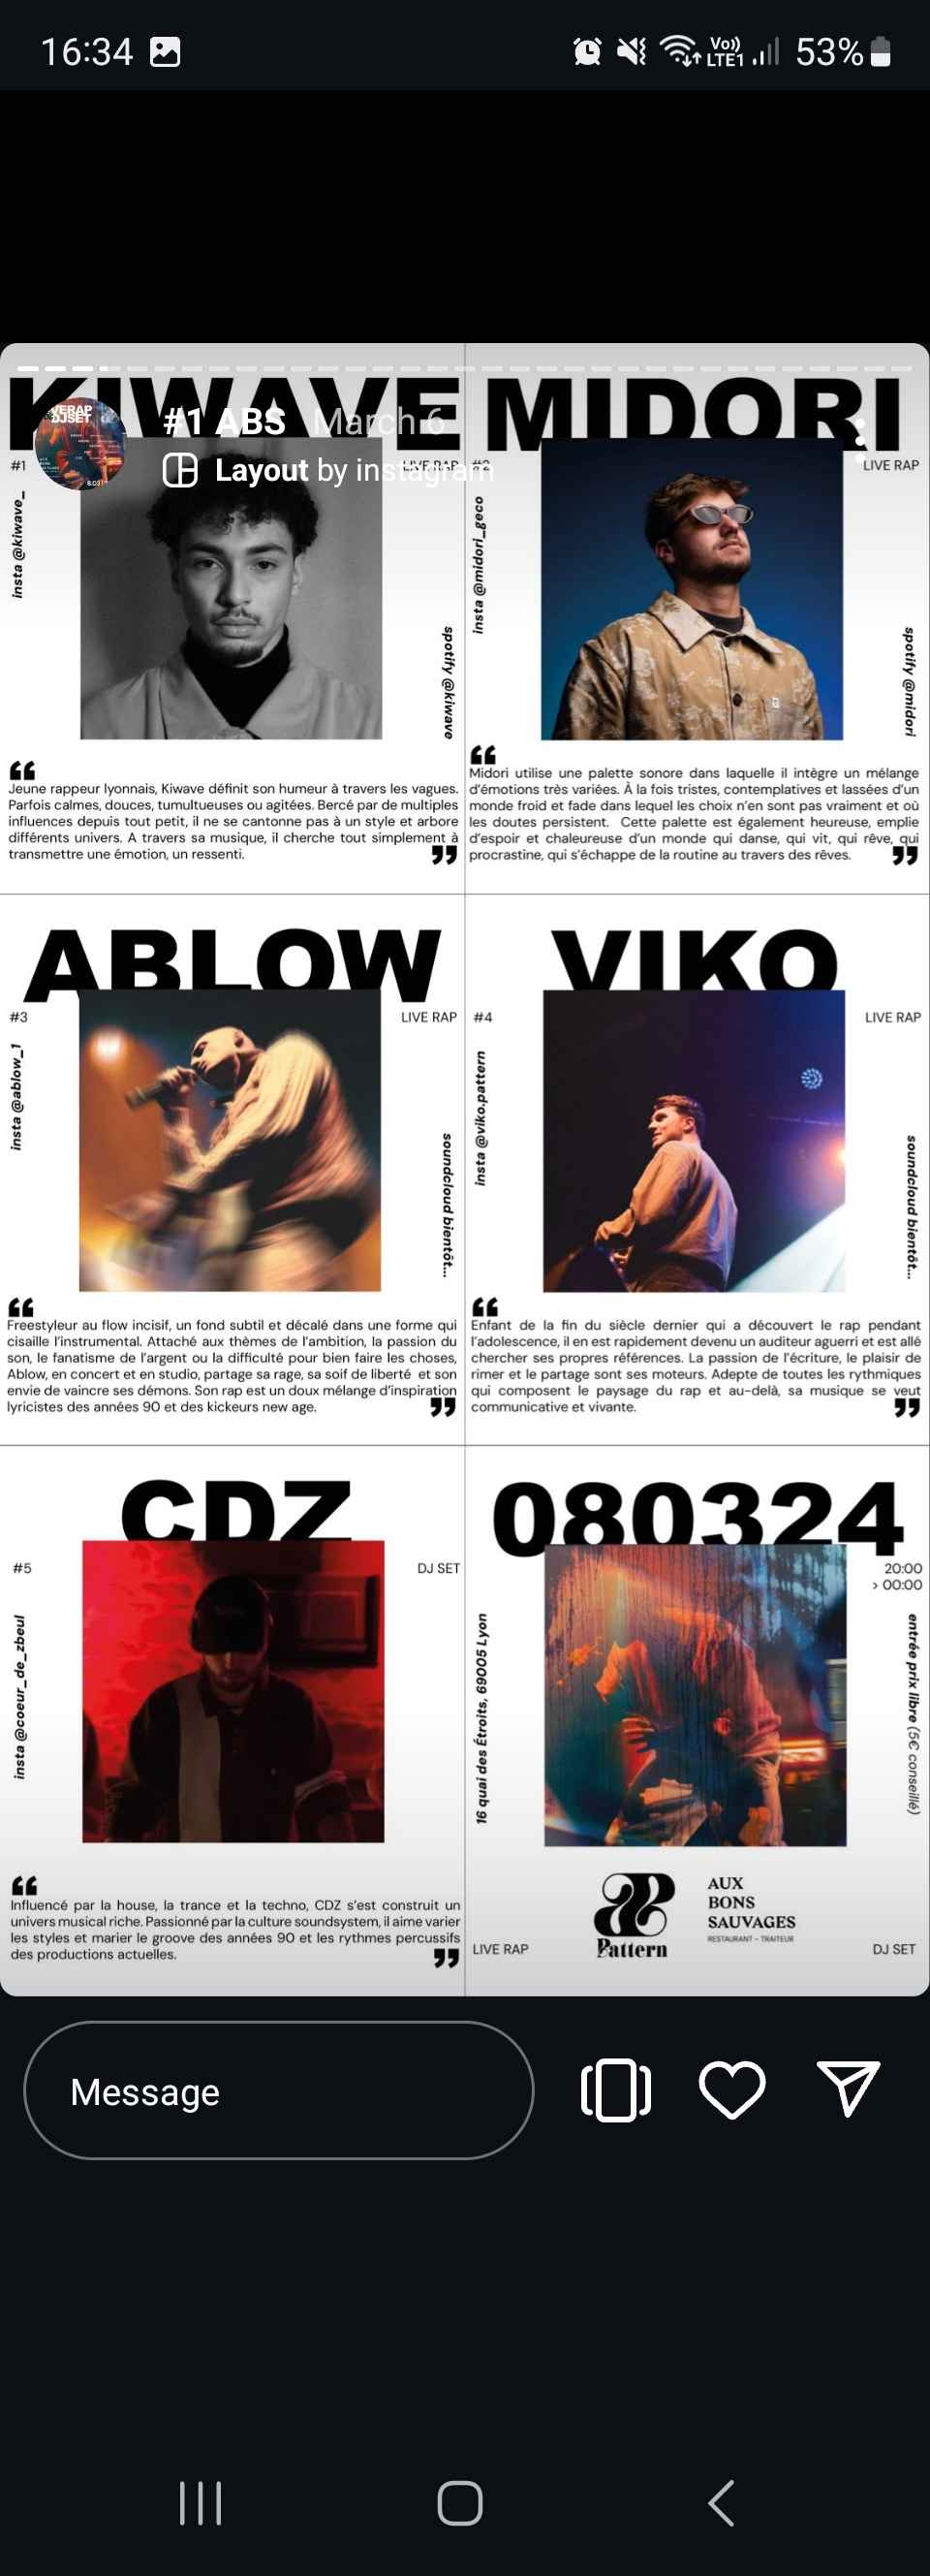 16:34
Vo))
LTE1
53%
KIWAVE
#1 ABS March 6
Layout by instagram
#1
LIVE RAP
insta @kiwave_
spotify @kiwave
Jeune rappeur lyonnais, Kiwave définit son humeur à travers les vagues.
Parfois calmes, douces, tumultueuses ou agitées. Bercé par de multiples
influences depuis tout petit, il ne se cantonne pas à un style et arbore
différents univers. A travers sa musique, il cherche tout simplement à
transmettre une émotion, un ressenti.
MIDORI
#2
LIVE RAP
insta @midori_geco
spotify @midori
Midori utilise une palette sonore dans laquelle il intègre un mélange
d'émotions très variées. À la fois tristes, contemplatives et lassées d'un
monde froid et fade dans lequel les choix n'en sont pas vraiment et où
les doutes persistent. Cette palette est également heureuse, emplie
d'espoir et chaleureuse d'un monde qui danse, qui vit, qui rêve, qui
procrastine, qui s'échappe de la routine au travers des rêves.
ABLOW
#3
LIVE RAP
insta @ablow_1
soundcloud bientôt...
Freestyleur au flow incisif, un fond subtil et décalé dans une forme qui
cisaille l'instrumental. Attaché aux thèmes de l'ambition, la passion du
son, le fanatisme de l'argent ou la difficulté pour bien faire les choses,
Ablow, en concert et en studio, partage sa rage, sa soif de liberté et son
envie de vaincre ses démons. Son rap est un doux mélange d'inspiration
lyricistes des années 90 et des kickeurs new age.
VIKO
#4
LIVE RAP
insta @viko.pattern
soundcloud bientôt...
Enfant de la fin du siècle dernier qui a découvert le rap pendant
l'adolescence, il en est rapidement devenu un auditeur aguerri et est allé
chercher ses propres références. La passion de l'écriture, le plaisir de
rimer et le partage sont ses moteurs. Adepte de toutes les rythmiques
qui composent le paysage du rap et au-delà, sa musique se veut
communicative et vivante.
CDZ
#5
DJ SET
insta @coeur_de_zbeul
Influencé par la house, la trance et la techno, CDZ s'est construit un
univers musical riche. Passionné par la culture soundsystem, il aime varier
les styles et marier le groove des années 90 et les rythmes percussifs
des productions actuelles.
080324
20:00
> 00:00
16 quai des Étroits, 69005 Lyon
entrée prix libre (5€ conseillé)
Pattern
AUX
BONS
SAUVAGES
RESTAURANT - TRAITEUR
LIVE RAP
DJ SET
Message